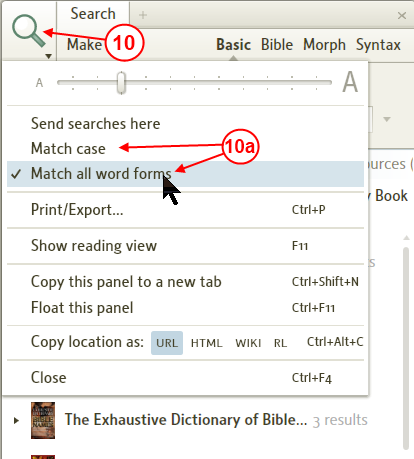 Search
10
Make
Basic Bible Morph Syntax
A A
Send searches here
Match case
10a
Match all word forms
Print/Export... Ctrl+P
Show reading view F11
Copy this panel to a new tab Ctrl+Shift+N
Float this panel Ctrl+F11
Copy location as: URL HTML WIKI RL Ctrl+Alt+C
Close Ctrl+F4
Book
The Exhaustive Dictionary of Bible... 3 results